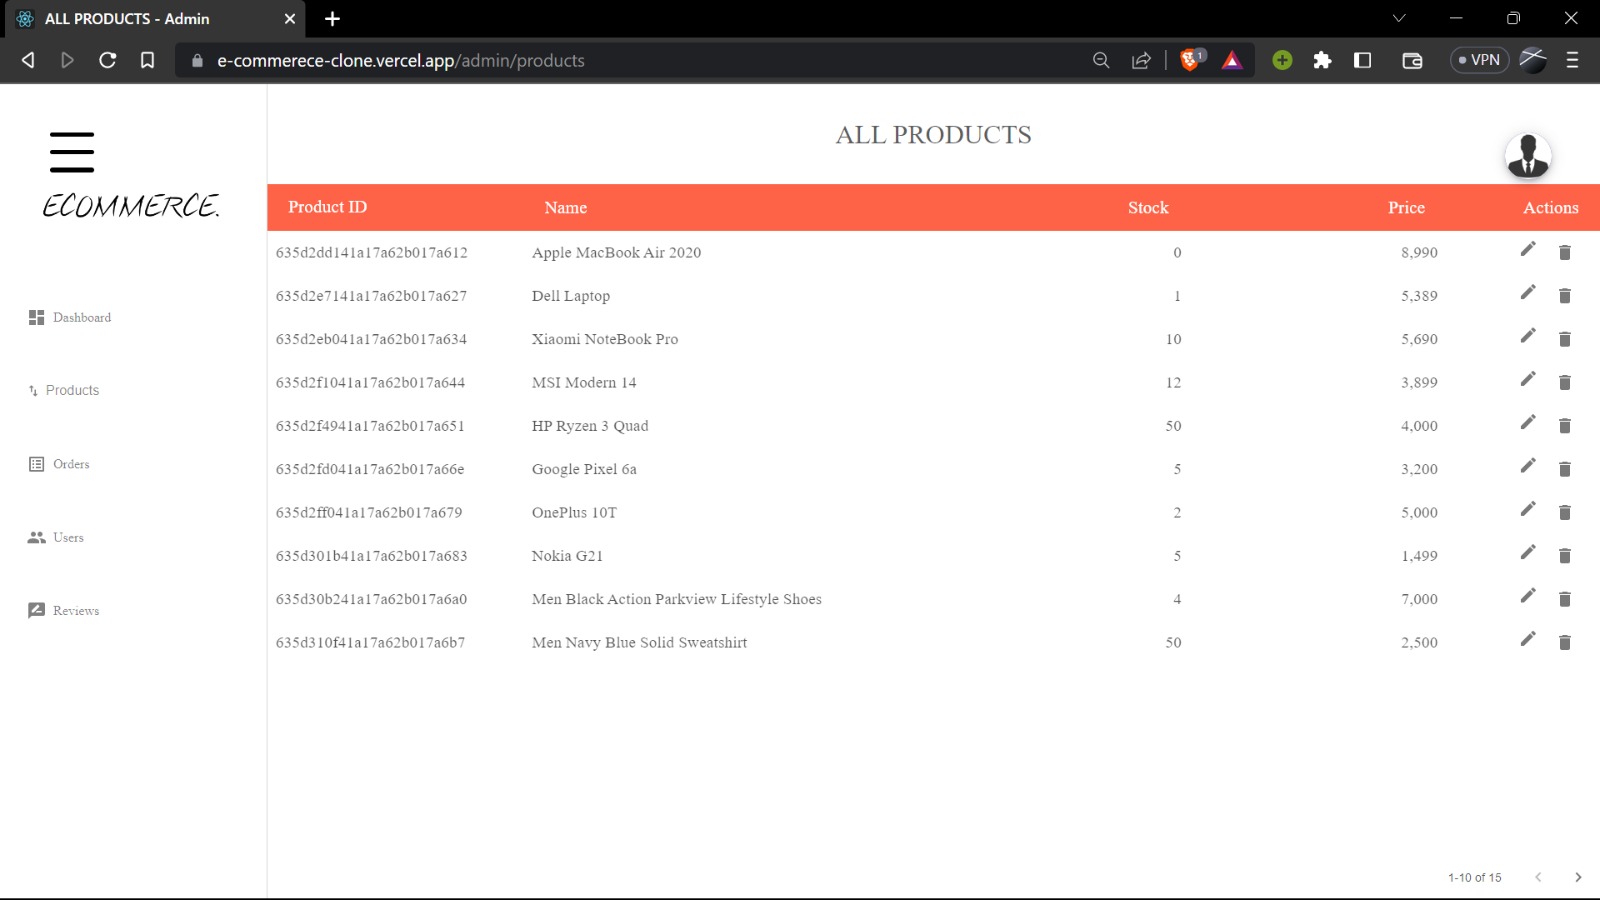 ALL PRODUCTS - Admin
e-commerece-clone.vercel.app/admin/products
1
VPN
ECOMMERCE.
Dashboard
Products
Orders
Users
Reviews
ALL PRODUCTS
Product ID Name Stock Price Actions
635d2dd141a17a62b017a612 Apple MacBook Air 2020 0 8,990
635d2e7141a17a62b017a627 Dell Laptop 1 5,389
635d2eb041a17a62b017a634 Xiaomi NoteBook Pro 10 5,690
635d2f1041a17a62b017a644 MSI Modern 14 12 3,899
635d2f4941a17a62b017a651 HP Ryzen 3 Quad 50 4,000
635d2fd041a17a62b017a66e Google Pixel 6a 5 3,200
635d2ff041a17a62b017a679 OnePlus 10T 2 5,000
635d301b41a17a62b017a683 Nokia G21 5 1,499
635d30b241a17a62b017a6a0 Men Black Action Parkview Lifestyle Shoes 4 7,000
635d310f41a17a62b017a6b7 Men Navy Blue Solid Sweatshirt 50 2,500
1-10 of 15